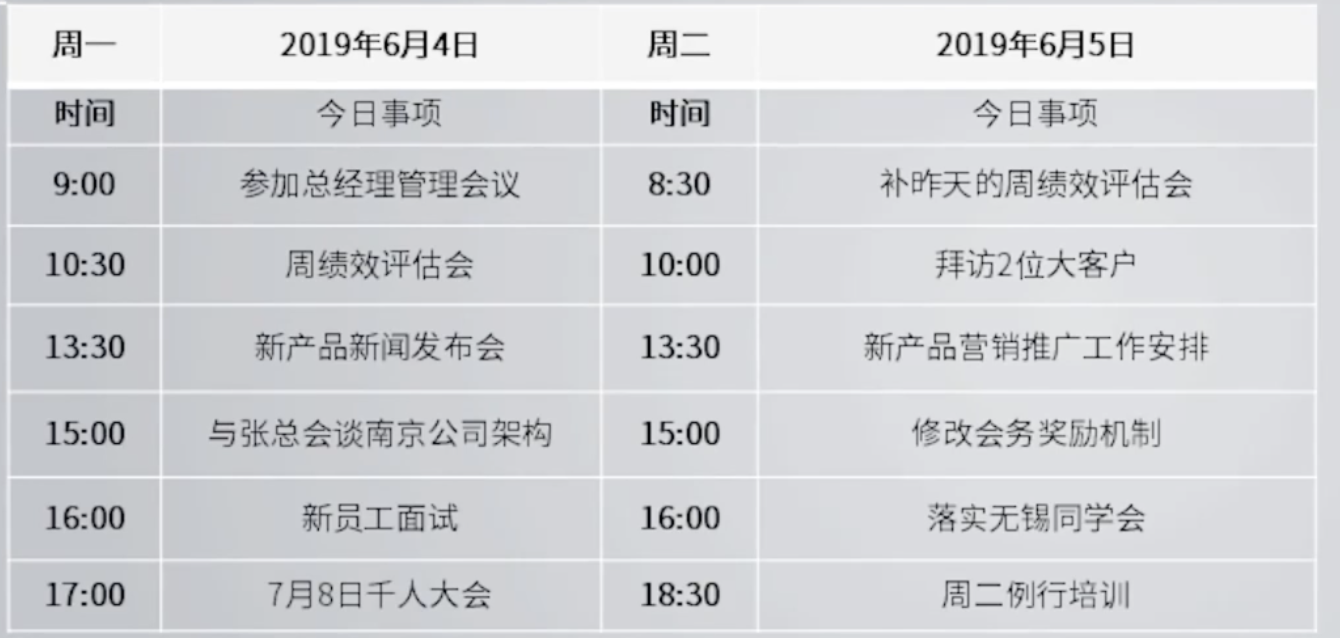 周一 2019年6月4日 周二 2019年6月5日
时间 今日事项 时间 今日事项
9:00 参加总经理管理会议 8:30 补昨天的周绩效评估会
10:30 周绩效评估会 10:00 拜访2位大客户
13:30 新产品新闻发布会 13:30 新产品营销推广工作安排
15:00 与张总会谈南京公司架构 15:00 修改会务奖励机制
16:00 新员工面试 16:00 落实无锡同学会
17:00 7月8日千人大会 18:30 周二例行培训